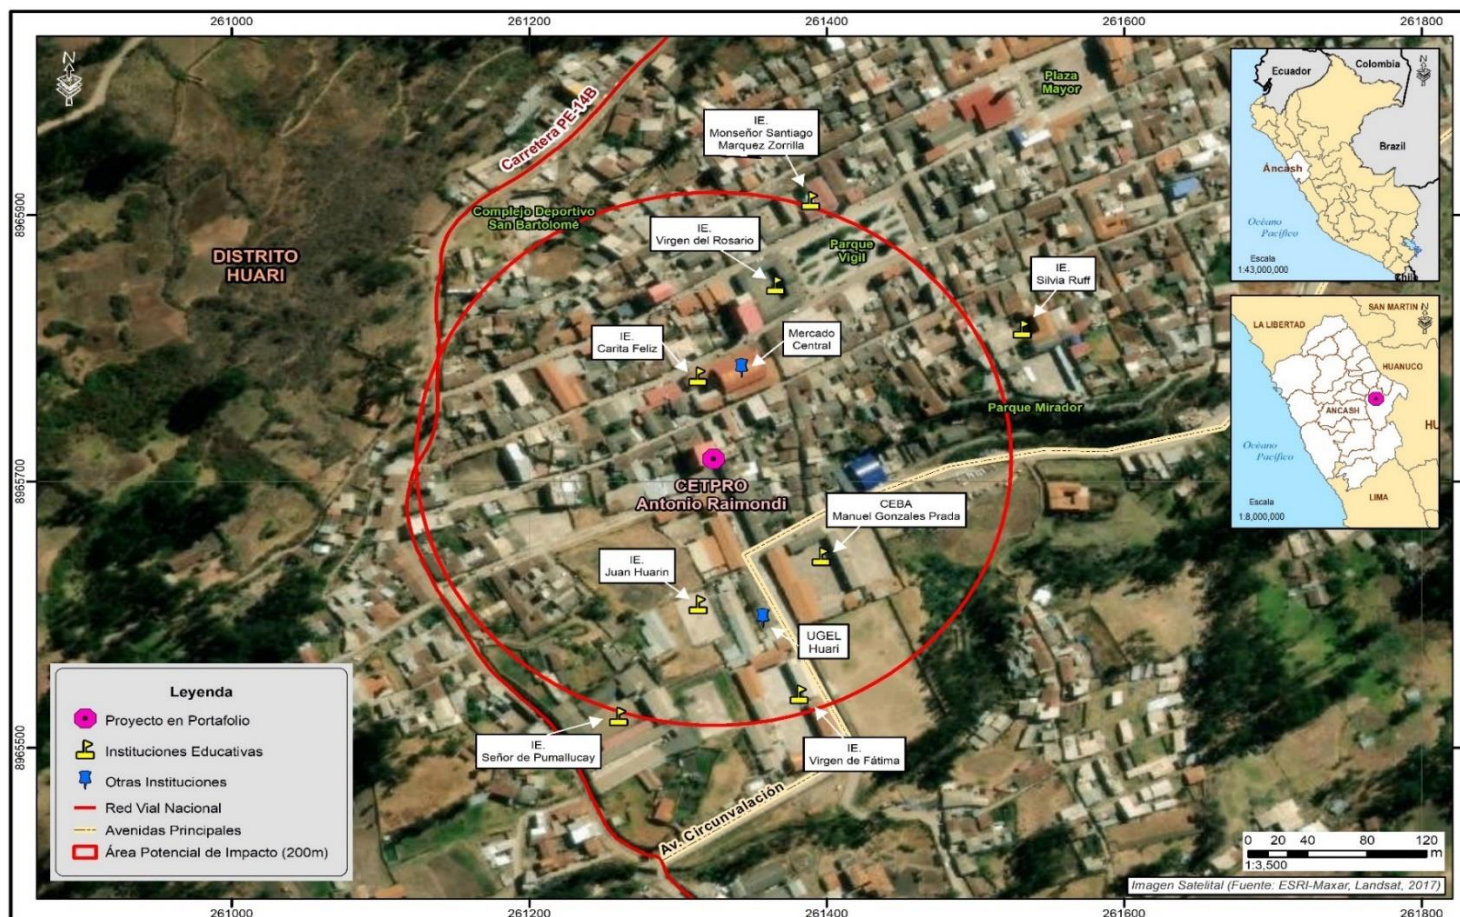 261000 261200 261400 261600 261800
N
Carretera PE-14B
Plaza
Mayor
IE.
Monseñor Santiago
Marquez Zorrilla
8965900
Complejo Deportivo
San Bartolomé
IE.
Virgen del Rosario
Parque
Vigil
DISTRITO
HUARI
IE.
Silvia Ruff
IE.
Carita Feliz
Mercado
Central
Parque Mirador
8965700
CETPRO
Antonio Raimondi
CEBA
Manuel Gonzales Prada
IE.
Juan Huarin
UGEL
Huari
8965500
IE.
Señor de Pumallucay
IE.
Virgen de Fátima
Av. Circunvalación
Leyenda
Proyecto en Portafolio
Instituciones Educativas
Otras Instituciones
Red Vial Nacional
Avenidas Principales
Área Potencial de Impacto (200m)
N
Ecuador
Colombia
Brazil
Áncash
Océano
Pacífico
Escala
1:43,000,000
Chile
SAN MARTIN
N
LA LIBERTAD
HUANUCO
ANCASH
HU
Océano
Pacífico
Escala
1:8,000,000
LIMA
0 20 40 80 120
m
1:3,500
Imagen Satelital (Fuente: ESRI-Maxar, Landsat, 2017)
8965900
8965700
8965500
261000 261200 261400 261600 261800